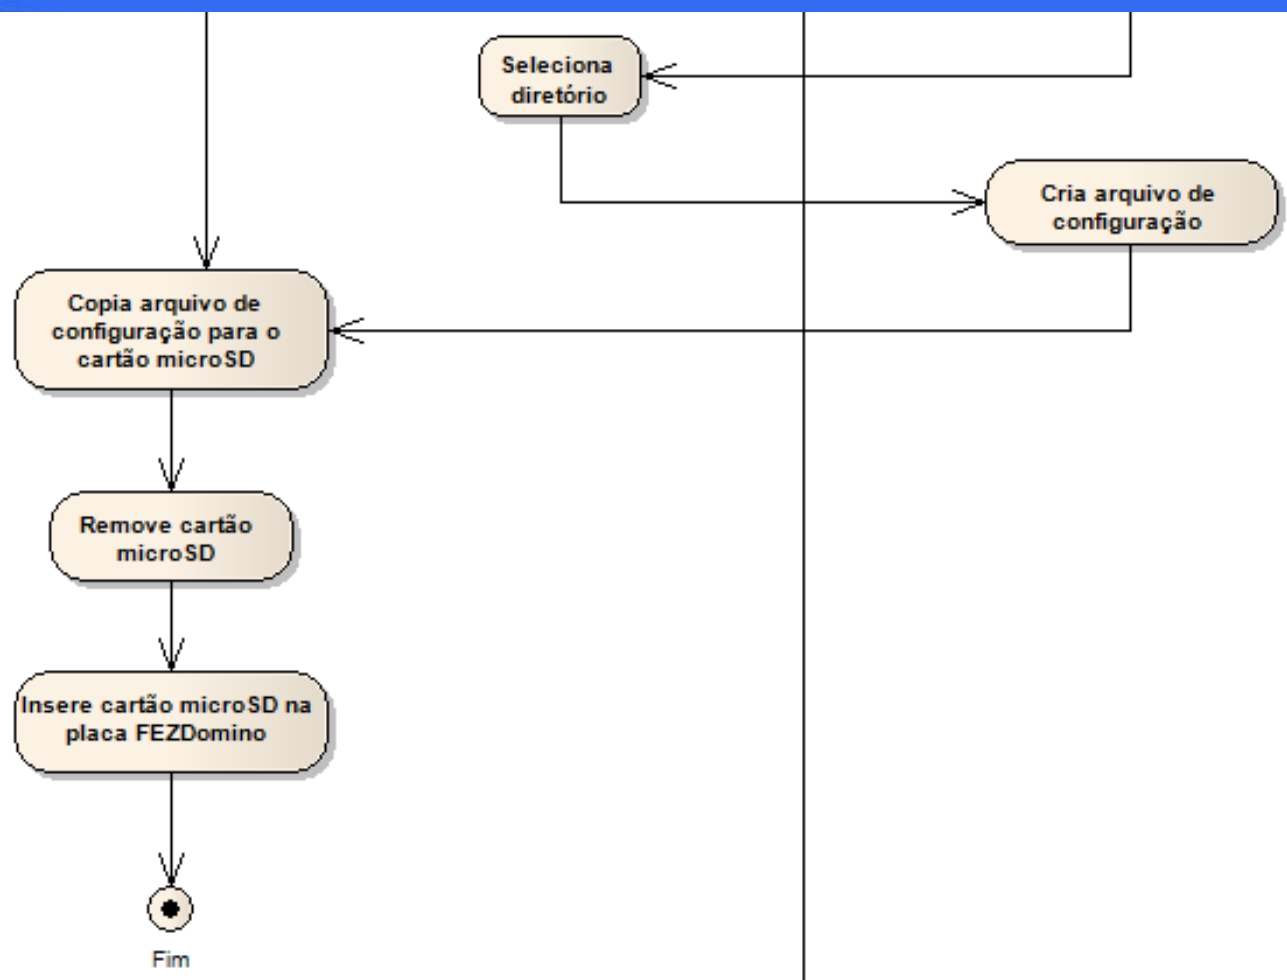 Seleciona
diretório
Cria arquivo de
configuração
Copia arquivo de
configuração para o
cartão microSD
Remove cartão
microSD
Insere cartão microSD na
placa FEZDomino
Fim